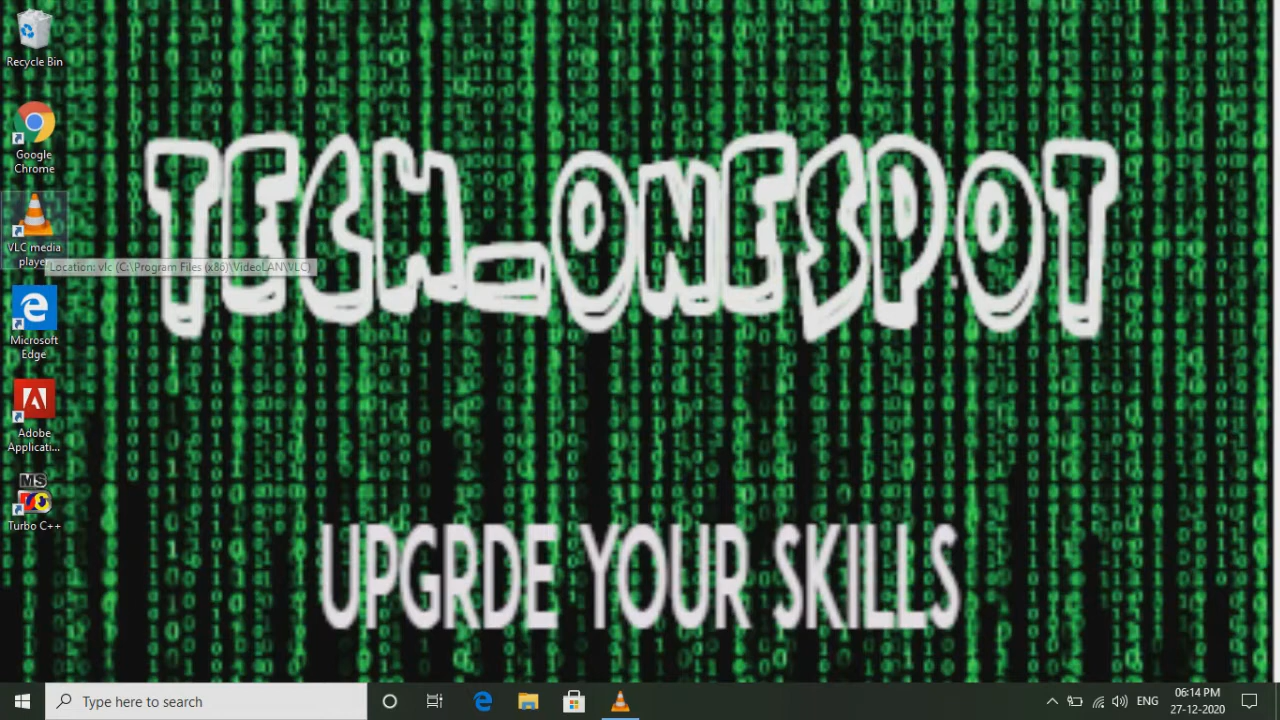 Recycle Bin
Google
Chrome
VLC media
player
Location: vlc (C:\Program Files (x86)\VideoLAN\VLC)
Microsoft
Edge
Adobe
Applicati...
MS
Turbo C++
TECH_ONESPOT
UPGRDE YOUR SKILLS
Type here to search
ENG
06:14 PM
27-12-2020